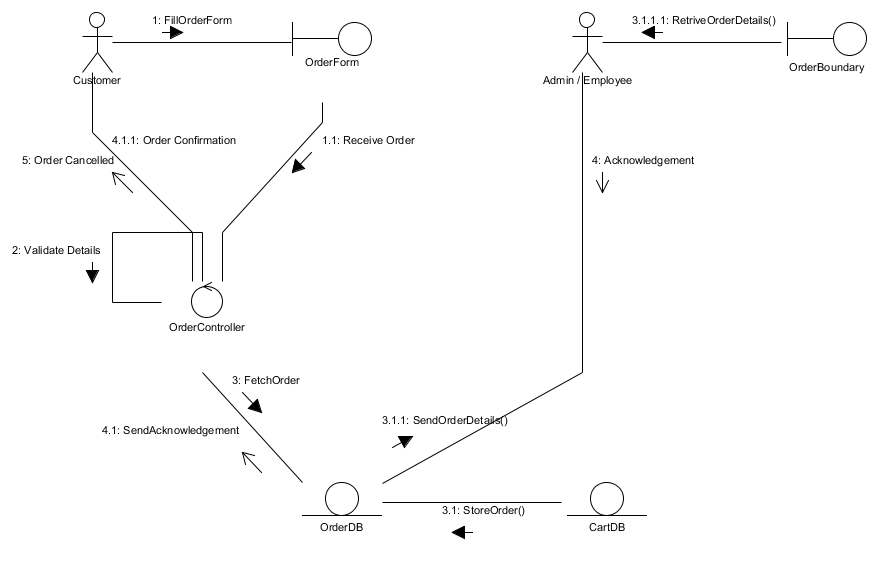 1: FillOrderForm
3.1.1.1: RetriveOrderDetails()
OrderForm
OrderBoundary
Customer
Admin / Employee
4.1.1: Order Confirmation
1.1: Receive Order
5: Order Cancelled
4: Acknowledgement
2: Validate Details
OrderController
3: FetchOrder
3.1.1: SendOrderDetails()
4.1: SendAcknowledgement
3.1: StoreOrder()
OrderDB
CartDB